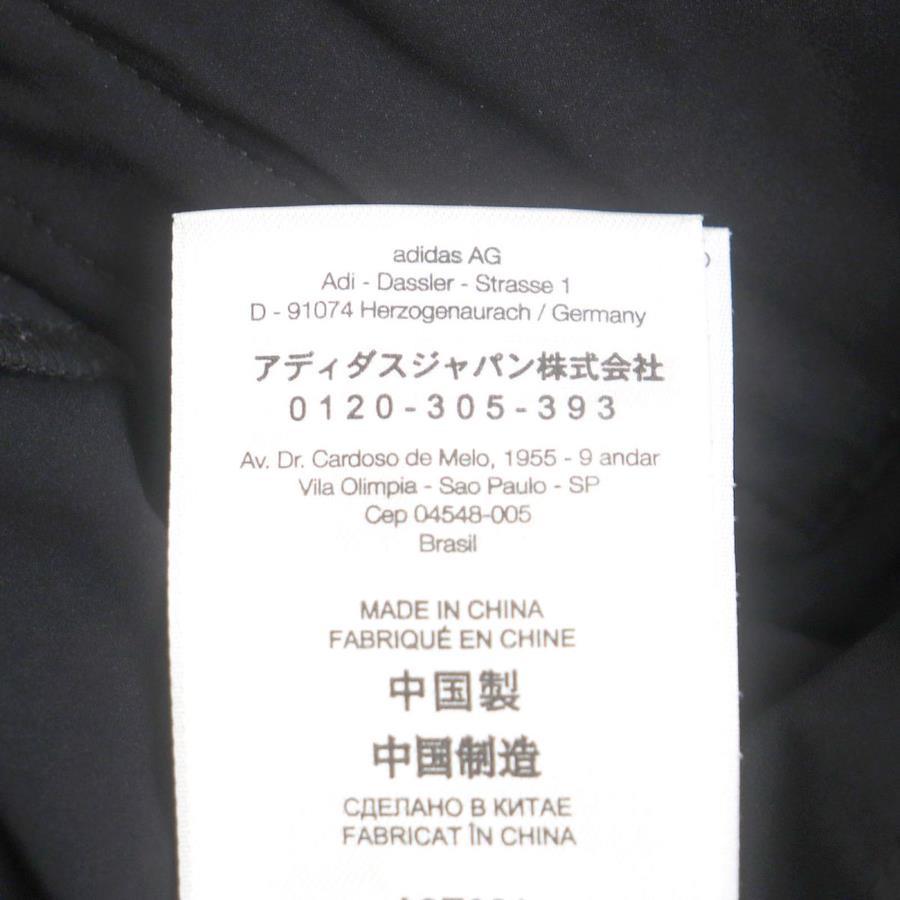 adidas AG
Adi - Dassler - Strasse 1
D - 91074 Herzogenaurach / Germany
アディダスジャパン株式会社
0120-305-393
Av. Dr. Cardoso de Melo, 1955 - 9 andar
Vila Olimpia - Sao Paulo - SP
Cep 04548-005
Brasil
MADE IN CHINA
FABRIQUÉ EN CHINE
中国製
中国制造
СДЕЛАНО В КИТАЕ
FABRICAT ÎN CHINA